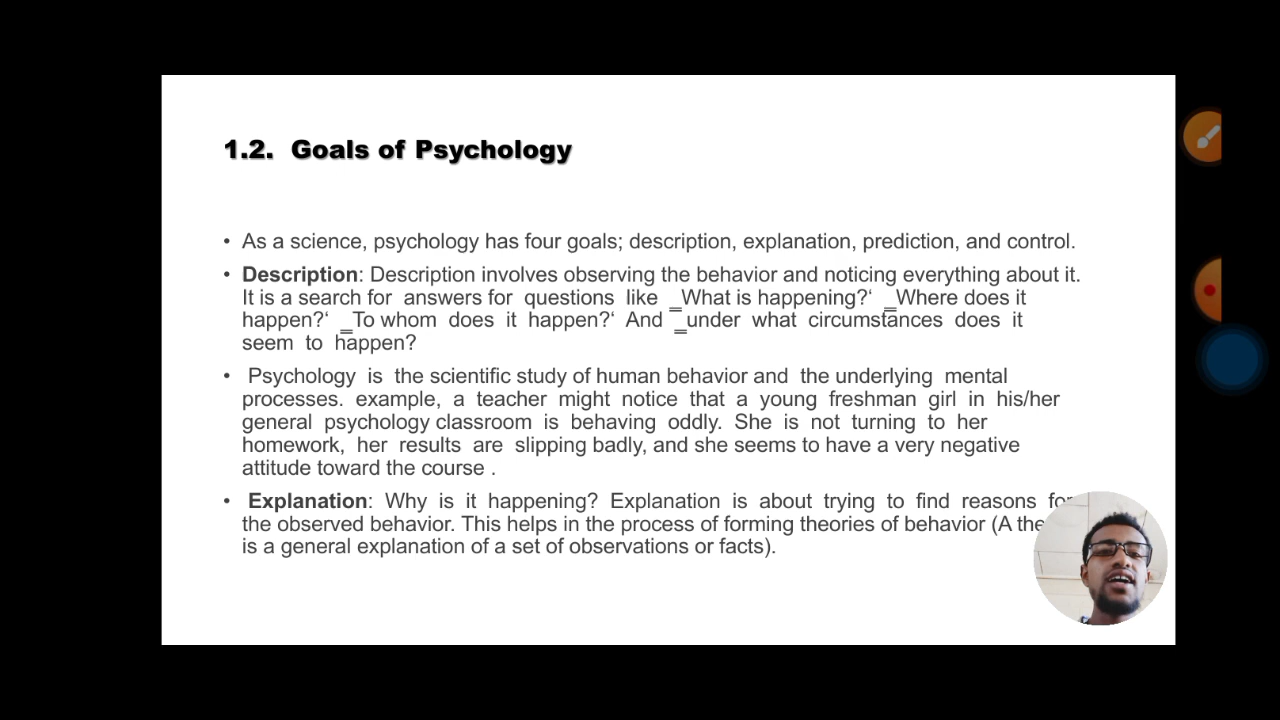 1.2. Goals of Psychology
• As a science, psychology has four goals; description, explanation, prediction, and control.
• Description: Description involves observing the behavior and noticing everything about it.
It is a search for answers for questions like ‗What is happening?‘ ‗Where does it
happen?‘ ‗To whom does it happen?‘ And ‗under what circumstances does it
seem to happen?
• Psychology is the scientific study of human behavior and the underlying mental
processes. example, a teacher might notice that a young freshman girl in his/her
general psychology classroom is behaving oddly. She is not turning to her
homework, her results are slipping badly, and she seems to have a very negative
attitude toward the course .
• Explanation: Why is it happening? Explanation is about trying to find reasons for
the observed behavior. This helps in the process of forming theories of behavior (A
is a general explanation of a set of observations or facts).